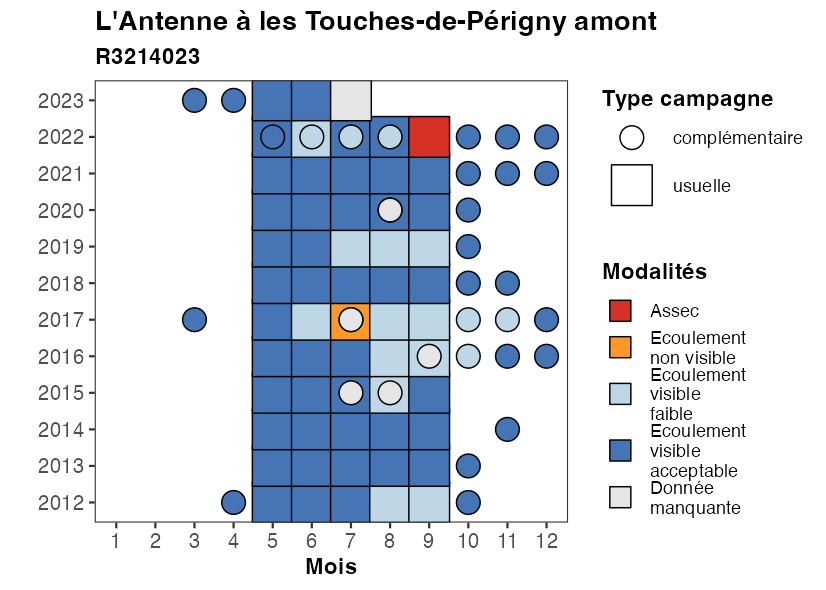 L'Antenne à les Touches-de-Périgny amont
R3214023
2023
2022
2021
2020
2019
2018
2017
2016
2015
2014
2013
2012
1 2 3 4 5 6 7 8 9 10 11 12
Mois
Type campagne
complémentaire
usuelle
Modalités
Assec
Ecoulement
non visible
Ecoulement
visible
faible
Ecoulement
visible
acceptable
Donnée
manquante